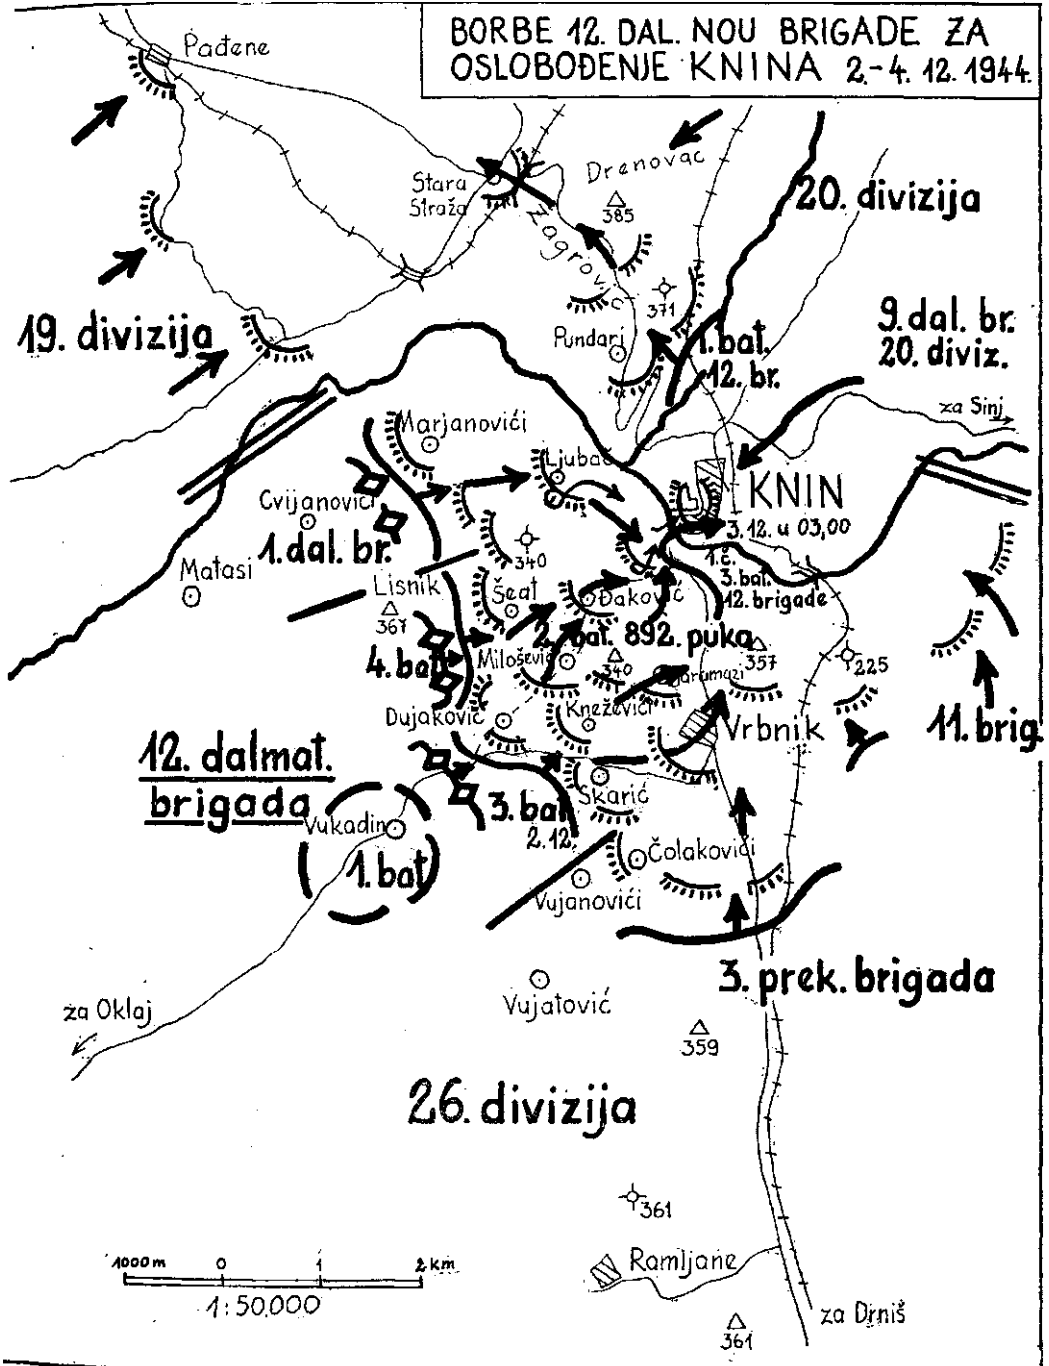 BORBE 12. DAL. NOU BRIGADE ZA
OSLOBOĐENJE KNINA 2.-4. 12. 1944.
Pađene
Drenovac
Stara
Straža
385
20. divizija
Zagrović
371
19. divizija
Pundari
1. bat.
12. br.
9. dal. br.
20. diviz.
za Sinj
Marjanovići
Ljubač
KNIN
3.12. u 03,00
Cvijanovići
1. dal. br.
340
1.č.
3. bat.
12. brigade
Matasi
Lisnik
367
Šeat
Đaković
2. bat. 892. puka
4. bat
Milošević
340
357
225
Dujaković
Kneževići
Vrbnik
11. brig.
12. dalmat.
brigada
Vukadin
1. bat
3. bat
2.12.
Skarić
Čolakovići
Vujanovići
3. prek. brigada
Vujatović
za Oklaj
359
26. divizija
361
Ramljane
1000 m 0 1 2 km
1:50.000
za Drniš
361